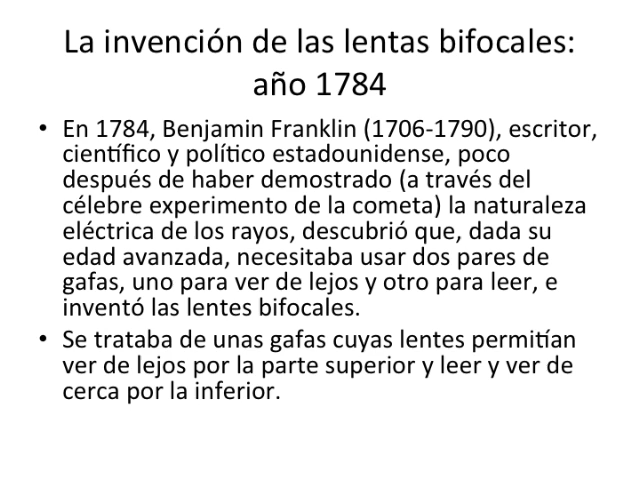 La invención de las lentas bifocales:
año 1784
• En 1784, Benjamin Franklin (1706-1790), escritor,
científico y político estadounidense, poco
después de haber demostrado (a través del
célebre experimento de la cometa) la naturaleza
eléctrica de los rayos, descubrió que, dada su
edad avanzada, necesitaba usar dos pares de
gafas, uno para ver de lejos y otro para leer, e
inventó las lentes bifocales.
• Se trataba de unas gafas cuyas lentes permitían
ver de lejos por la parte superior y leer y ver de
cerca por la inferior.